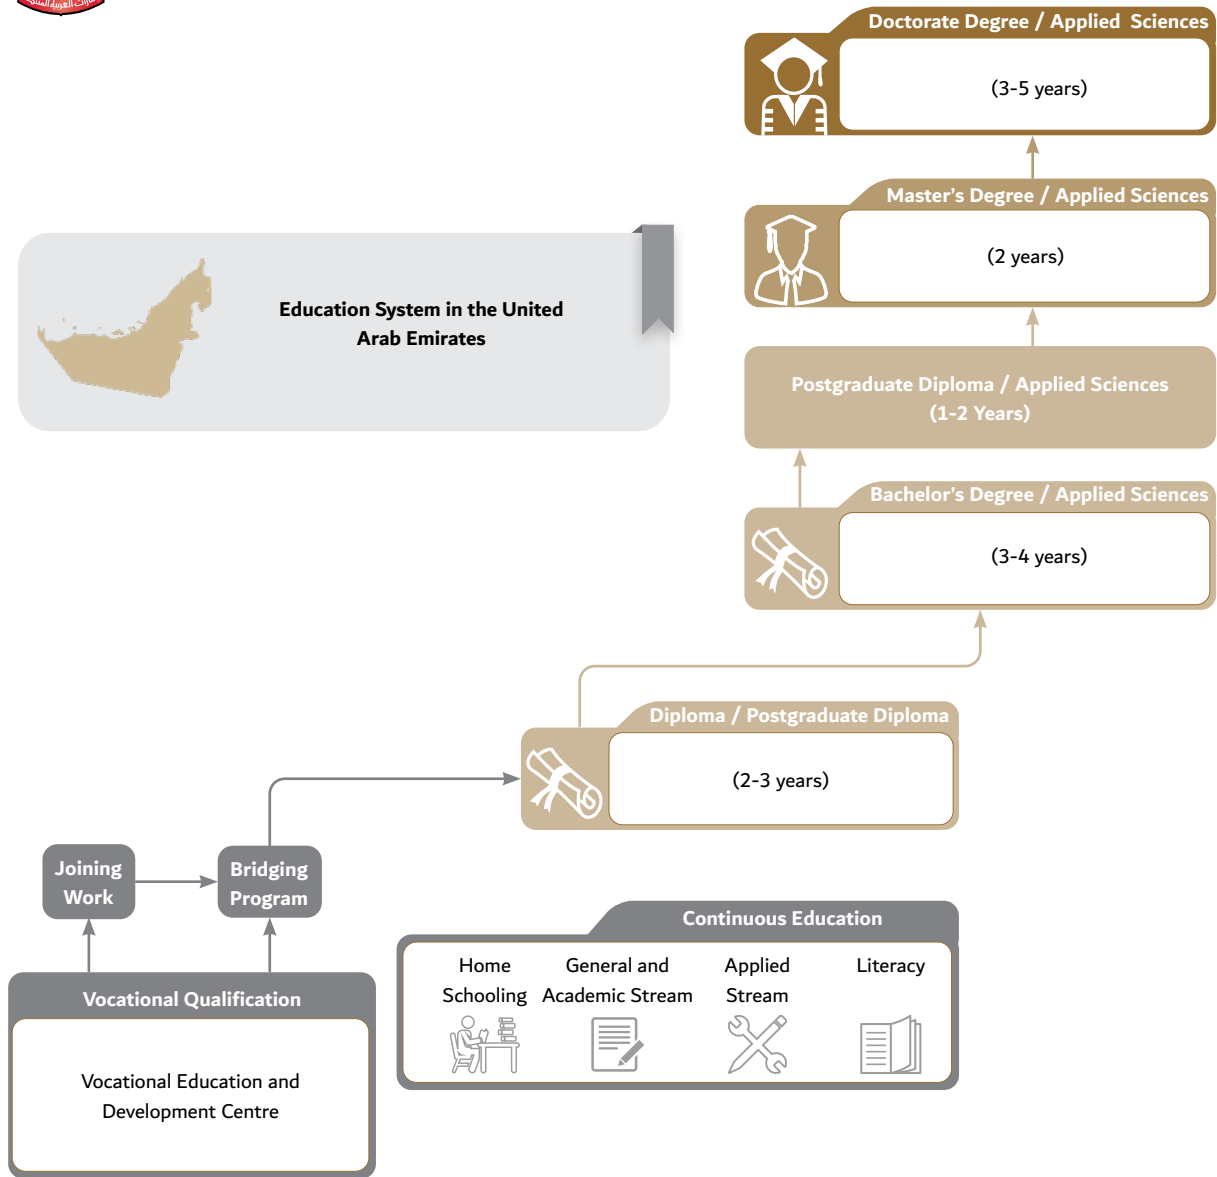 Doctorate Degree / Applied Sciences
(3-5 years)
Master's Degree / Applied Sciences
(2 years)
Education System in the United
Arab Emirates
Postgraduate Diploma / Applied Sciences
(1-2 Years)
Bachelor's Degree / Applied Sciences
(3-4 years)
Diploma / Postgraduate Diploma
(2-3 years)
Joining
Work
Bridging
Program
Continuous Education
Home
Schooling
General and
Academic Stream
Applied
Stream
Literacy
Vocational Qualification
Vocational Education and
Development Centre